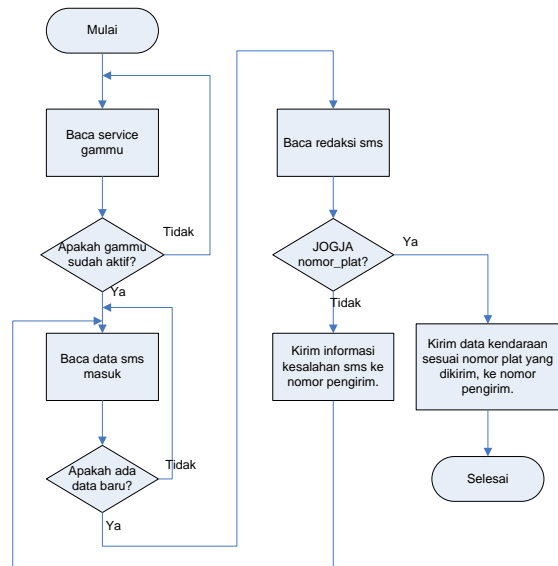 Mulai
Baca service
gammu
Tidak
Apakah gammu
sudah aktif?
Ya
Baca data sms
masuk
Tidak
Apakah ada
data baru?
Ya
Baca redaksi sms
JOGJA
nomor_plat?
Ya
Tidak
Kirim informasi
kesalahan sms ke
nomor pengirim.
Kirim data kendaraan
sesuai nomor plat yang
dikirim, ke nomor
pengirim.
Selesai